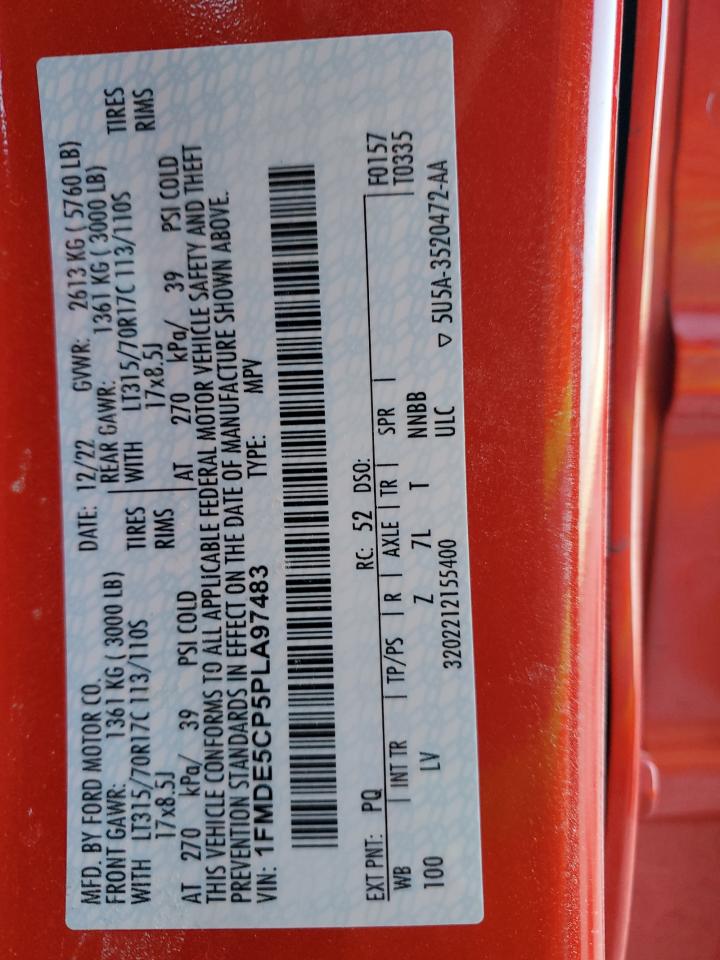 MFD. BY FORD MOTOR CO. DATE: 12/22 GVWR: 2613 KG ( 5760 LB)
FRONT GAWR: 1361 KG ( 3000 LB) REAR GAWR: 1361 KG ( 3000 LB)
WITH LT315/70R17C 113/110S TIRES WITH LT315/70R17C 113/110S TIRES
17x8.5J RIMS 17x8.5J RIMS
AT 270 kPa/ 39 PSI COLD AT 270 kPa/ 39 PSI COLD
THIS VEHICLE CONFORMS TO ALL APPLICABLE FEDERAL MOTOR VEHICLE SAFETY AND THEFT
PREVENTION STANDARDS IN EFFECT ON THE DATE OF MANUFACTURE SHOWN ABOVE.
VIN: 1FMDE5CP5PLA97483 TYPE: MPV
EXT PNT: PQ RC: 52 DSO: F0157
WB INT TR TP/PS R AXLE TR SPR T0335
100 LV Z 7L T NNBB
3202212155400 ULC ▽ 5U5A-3520472-AA